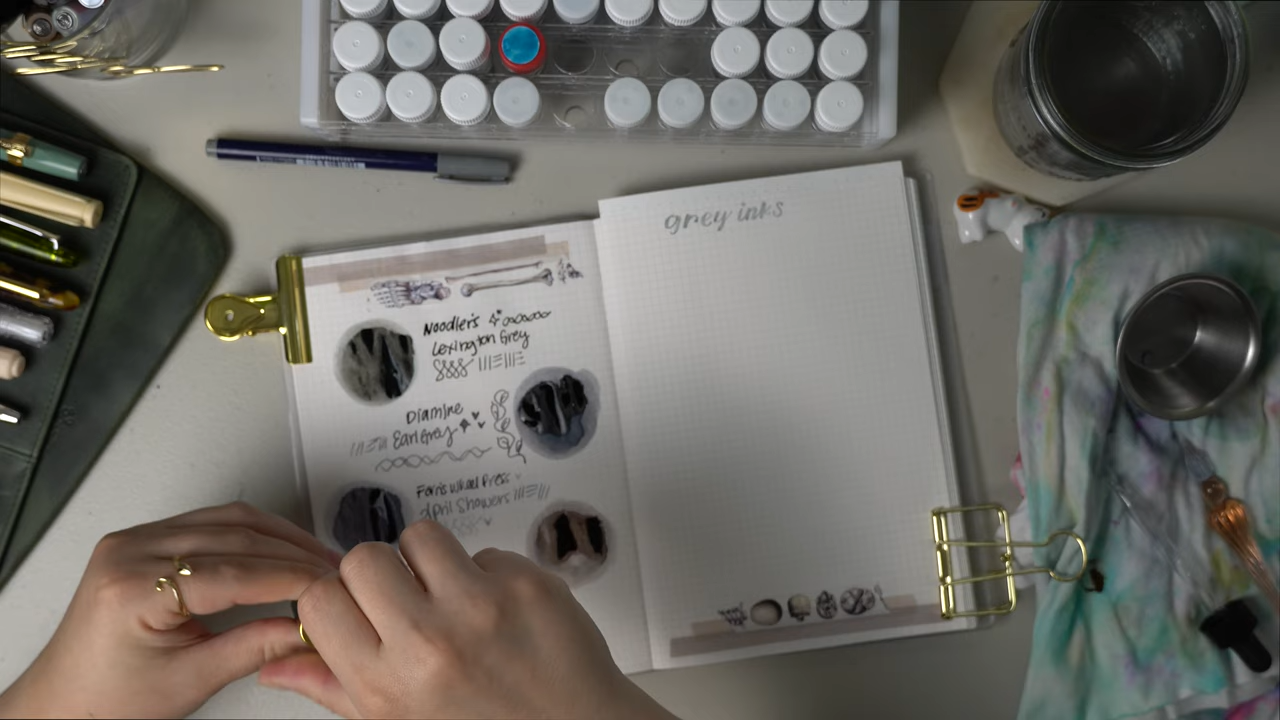 grey inks
Noodler's
Lexington Grey
Diamine
Earl Grey
Ferris Wheel Press
April Showers